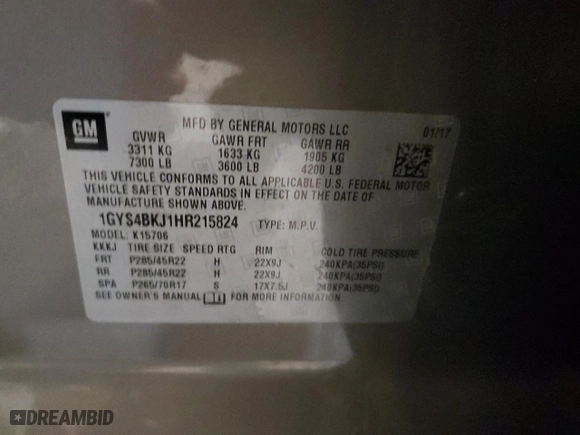 GM
MFD BY GENERAL MOTORS LLC 01/17
GVWR GAWR FRT GAWR RR
3311 KG 1633 KG 1905 KG
7300 LB 3600 LB 4200 LB
THIS VEHICLE CONFORMS TO ALL APPLICABLE U.S. FEDERAL MOTOR
VEHICLE SAFETY STANDARDS IN EFFECT ON THE DATE OF
MANUFACTURE SHOWN ABOVE.
1GYS4BKJ1HR215824 TYPE: M.P.V.
MODEL: K15706
KKKJ TIRE SIZE SPEED RTG RIM COLD TIRE PRESSURE
FRT P285/45R22 H 22X9J 240KPA(35PSI)
RR P285/45R22 H 22X9J 240KPA(35PSI)
SPA P265/70R17 S 17X7.5J 240KPA(35PSI)
SEE OWNER'S MANUAL FOR MORE INFORMATION.
DREAMBID